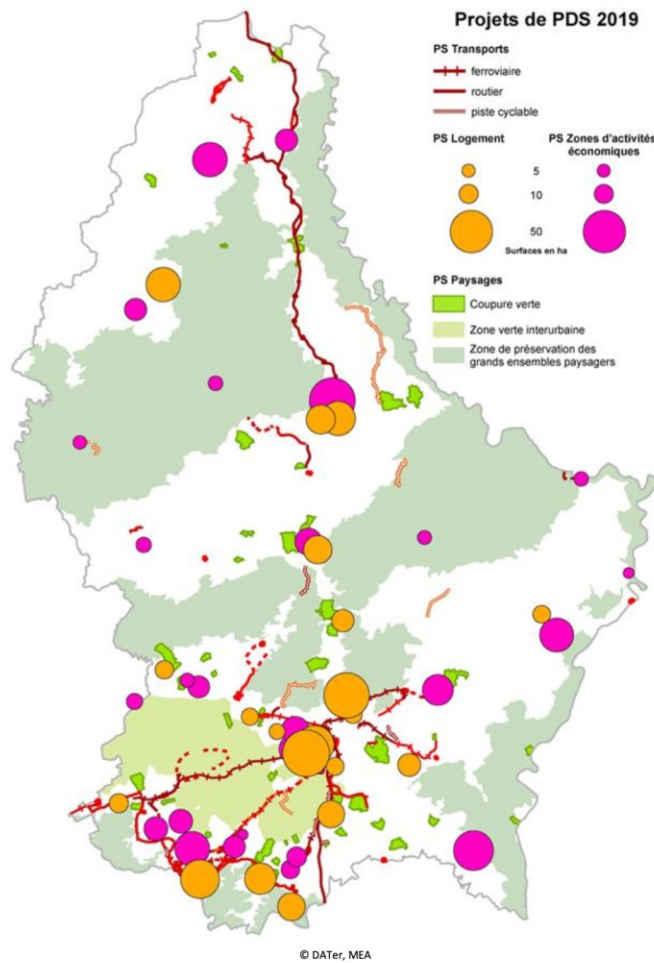 Projets de PDS 2019
PS Transports
ferroviaire
routier
piste cyclable
PS Logement
PS Zones d'activités
économiques
5
10
50
Surfaces en ha
PS Paysages
Coupure verte
Zone verte interurbaine
Zone de préservation des
grands ensembles paysagers
© DATer, MEA